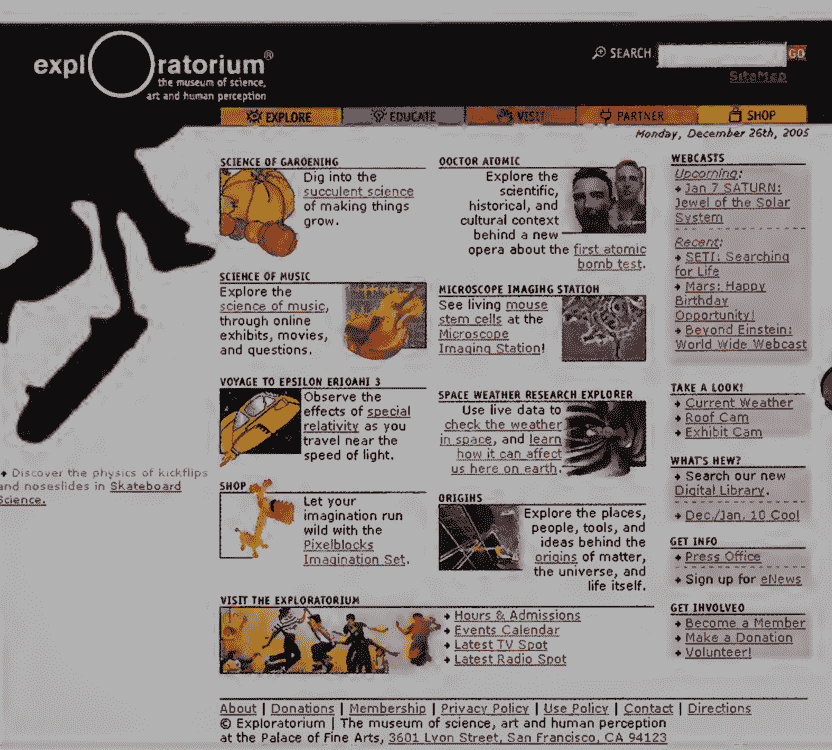 expl ratorium®
the museum of science,
art and human perception
SEARCH
GO
SiteMap
EXPLORE
EDUCATE
VISIT
PARTNER
SHOP
Monday, December 26th, 2005
SCIENCE OF GAROENIHG
Dig into the
succulent science
of making things
grow.
SCIENCE OF MUSIC
Explore the
science of music,
through online
exhibits, movies,
and questions.
VOYAGE TO EPSILON ERIOAHI 3
Observe the
effects of special
relativity as you
travel near the
speed of light.
SHOP
Let your
imagination run
wild with the
Pixelblocks
Imagination Set.
OOCTOR ATOMIC
Explore the
scientific,
historical, and
cultural context
behind a new
opera about the first atomic
bomb test.
MICROSCOPE IMAGING STATION
See living mouse
stem cells at the
Microscope
Imaging Station!
SPACE WEATHER RESEARCH EXPLORER
Use live data to
check the weather
in space, and learn
how it can affect
us here on earth.
ORIGINS
Explore the places,
people, tools, and
ideas behind the
origins of matter,
the universe, and
life itself.
VISIT THE EXPLORATORIUM
Hours & Admissions
Events Calendar
Latest TV Spot
Latest Radio Spot
WEBCASTS
Upcoming:
Jan 7 SATURN:
Jewel of the Solar
System
Recent:
SETI: Searching
for Life
Mars: Happy
Birthday
Opportunity!
Beyond Einstein:
World Wide Webcast
TAKE A LOOK!
Current Weather
Roof Cam
Exhibit Cam
WHAT'S HEW?
Search our new
Digital Library.
Dec./Jan. 10 Cool
GET INFO
Press Office
Sign up for eNews
GET INVOLVEO
Become a Member
Make a Donation
Volunteer!
Discover the physics of kickflips
and noseslides in Skateboard
Science.
About | Donations | Membership | Privacy Policy | Use Policy | Contact | Directions
© Exploratorium | The museum of science, art and human perception
at the Palace of Fine Arts, 3601 Lyon Street, San Francisco, CA 94123